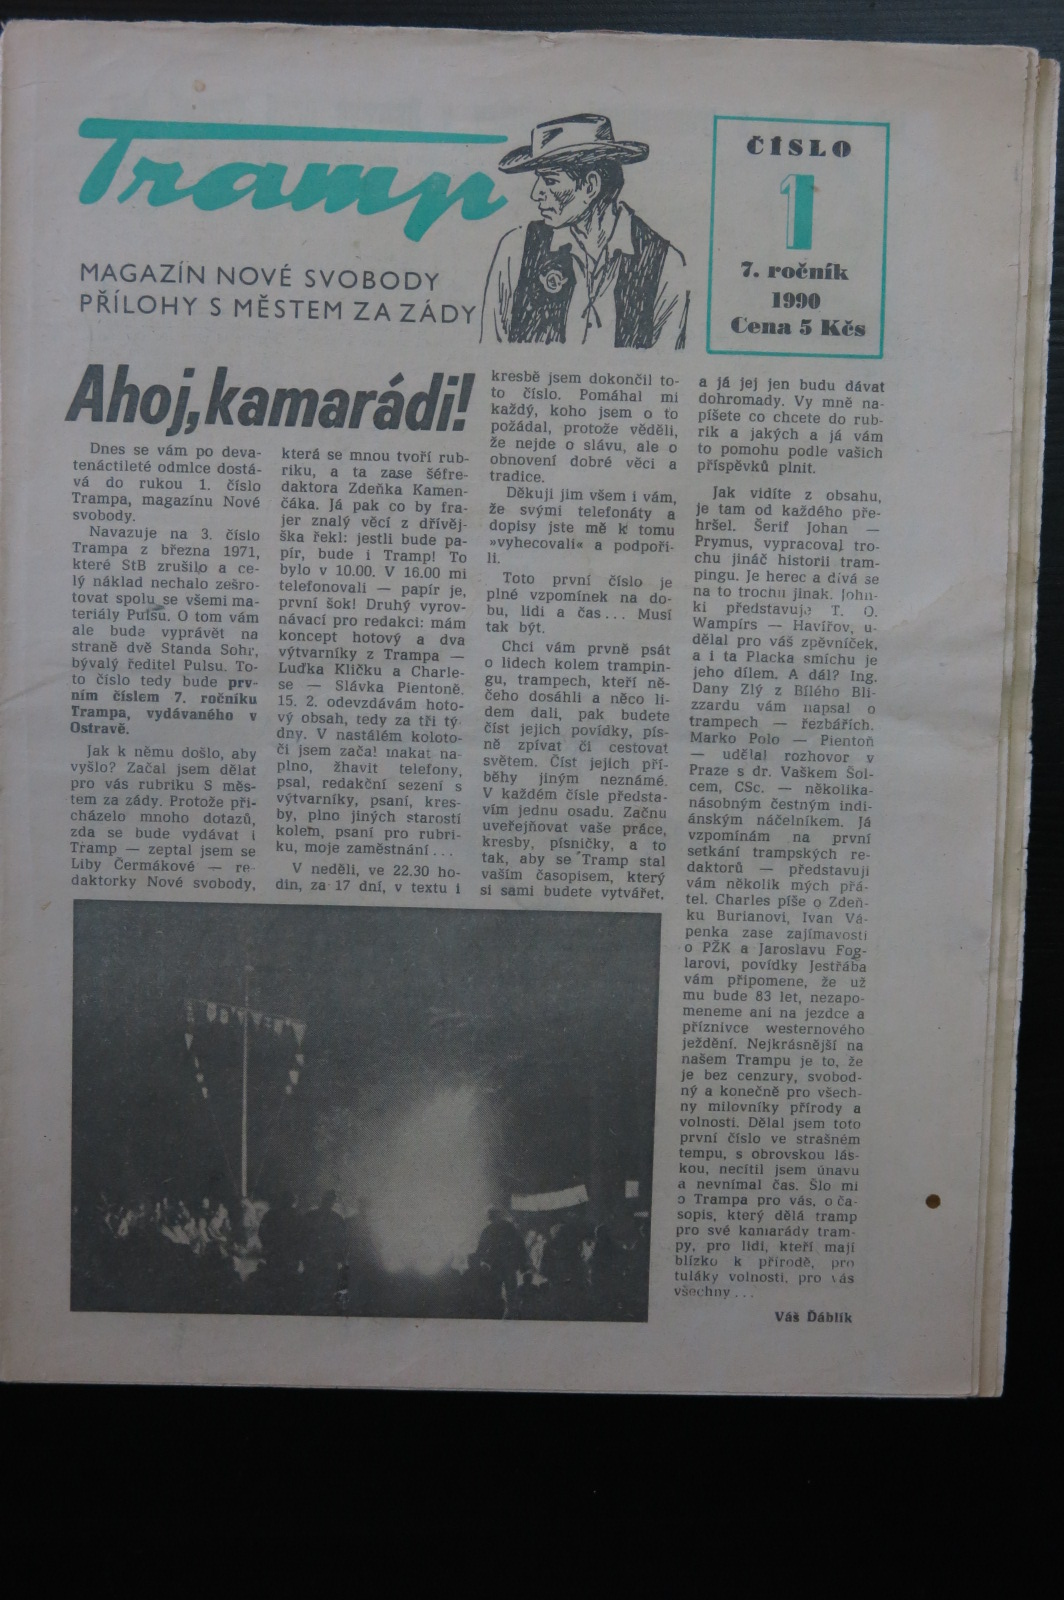 Tramp
MAGAZÍN NOVÉ SVOBODY
PŘÍLOHY S MĚSTEM ZA ZÁDY
ČÍSLO
1
7. ročník
1990
Cena 5 Kčs
Ahoj, kamarádi!
Dnes se vám po deva-
tenáctileté odmlce dostá-
vá do rukou 1. číslo
Trampa, magazínu Nové
svobody.
Navazuje na 3. číslo
Trampa z března 1971,
které StB zrušilo a ce-
lý náklad nechalo zešro-
tovat spolu se všemi ma-
teriály Pulsu. O tom vám
ale bude vyprávět na
straně dvě Standa Sohr,
bývalý ředitel Pulsu. To-
to číslo tedy bude prv-
ním číslem 7. ročníku
Trampa, vydávaného v
Ostravě.
Jak k němu došlo, aby
vyšlo? Začal jsem dělat
pro vás rubriku S měs-
tem za zády. Protože při-
cházelo mnoho dotazů,
zda se bude vydávat i
Tramp — zeptal jsem se
Liby Čermákové — re-
daktorky Nové svobody,
která se mnou tvoří rub-
riku, a ta zase šéfre-
daktora Zdeňka Kamen-
čáka. Já pak co by fra-
jer znalý věcí z dřívěj-
ška řekl: jestli bude pa-
pír, bude i Tramp! To
bylo v 10.00. V 16.00 mi
telefonovali — papír je,
první šok! Druhý vyrov-
návací pro redakci: mám
koncept hotový a dva
výtvarníky z Trampa —
Luďka Klíčku a Charle-
se — Slávka Pientoně.
15. 2. odevzdávám hoto-
vý obsah, tedy za tři tý-
dny. V nastálém koloto-
či jsem začal makat na-
plno, žhavit telefony,
psal, redakční sezení s
výtvarníky, psaní, kres-
by, plno jiných starostí
kolem, psaní pro rubri-
ku, moje zaměstnání...
V neděli, ve 22.30 ho-
din, za 17 dní, v textu i
kresbě jsem dokončil to-
to číslo. Pomáhal mi
každý, koho jsem o to
požádal, protože věděli,
že nejde o slávu, ale o
obnovení dobré věci a
tradice.
Děkuji jim všem i vám,
že svými telefonáty a
dopisy jste mě k tomu
»vyhecovali« a podpoři-
li.
Toto první číslo je
plné vzpomínek na do-
bu, lidi a čas... Musí
tak být.
Chci vám prvně psát
o lidech kolem trampin-
gu, trampech, kteří ně-
čeho dosáhli a něco li-
dem dali, pak budete
číst jejich povídky, pís-
ně zpívat či cestovat
světem. Číst jejich pří-
běhy jiným neznámé.
V každém čísle předsta-
vím jednu osadu. Začnu
uveřejňovat vaše práce,
kresby, písničky, a to
tak, aby se Tramp stal
vaším časopisem, který
si sami budete vytvářet,
a já jej jen budu dávat
dohromady. Vy mně na-
píšete co chcete do rub-
rik a jakých a já vám
to pomohu podle vašich
příspěvků plnit.
Jak vidíte z obsahu,
je tam od každého pře-
hršel. Šerif Johan —
Prymus, vypracoval tro-
chu jináč historii tram-
pingu. Je herec a dívá se
na to trochu jinak. John-
ki představuje T. O.
Wampírs — Havířov, u-
dělal pro váš zpěvníček,
a i ta Placka smíchu je
jeho dílem. A dál? Ing.
Dany Zlý z Bílého Bli-
zzardu vám napsal o
trampech — řezbářích.
Marko Polo — Pientoň
— udělal rozhovor v
Praze s dr. Vaškem Šol-
cem, CSc. — několika-
násobným čestným indi-
ánským náčelníkem. Já
vzpomínám na první
setkání trampských re-
daktorů — představuji
vám několik mých přá-
tel. Charles píše o Zdeň-
ku Burianovi, Ivan Vá-
penka zase zajímavosti
o PŽK a Jaroslavu Fog-
larovi, povídky Jestřába
vám připomene, že už
mu bude 83 let, nezapo-
meneme ani na jezdce a
příznivce westernového
ježdění. Nejkrásnější na
našem Trampu je to, že
je bez cenzury, svobod-
ný a konečně pro všech-
ny milovníky přírody a
volnosti. Dělal jsem toto
první číslo ve strašném
tempu, s obrovskou lás-
kou, necítil jsem únavu
a nevnímal čas. Šlo mi
o Trampa pro vás, o ča-
sopis, který dělá tramp
pro své kamarády tram-
py, pro lidi, kteří mají
blízko k přírodě, pro
tuláky volnosti, pro vás
všechny...
Váš Ďáblík